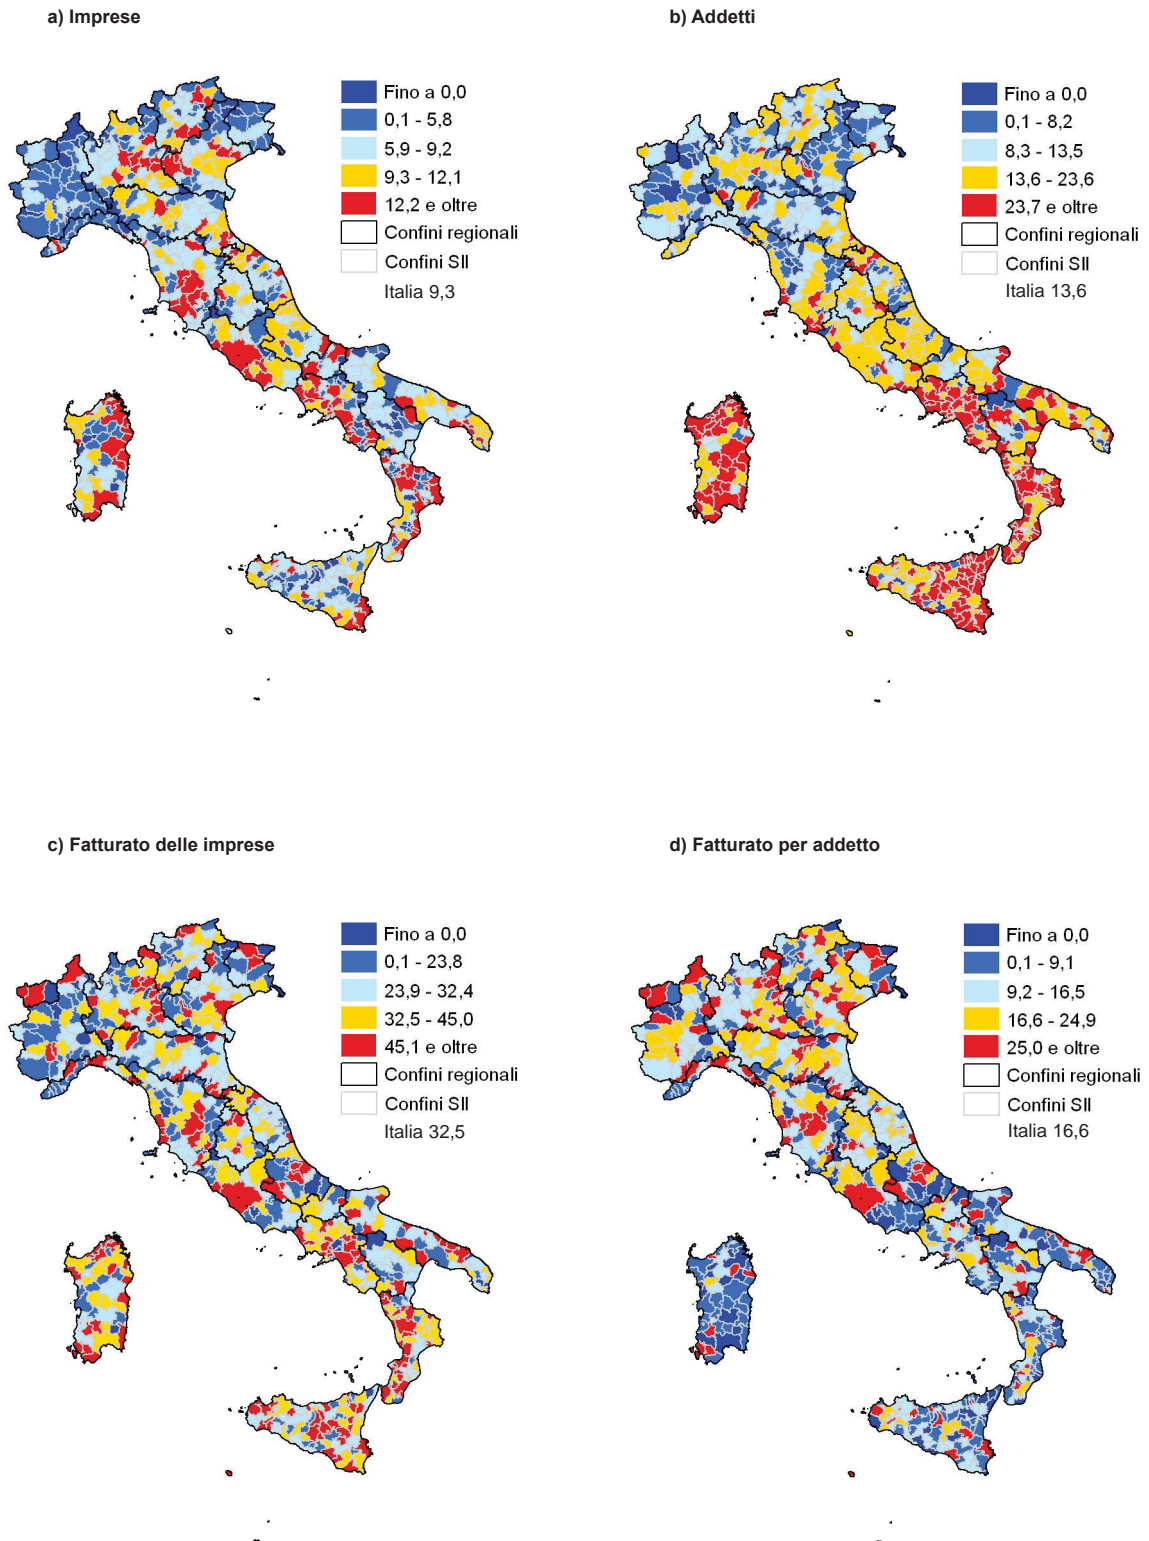 a) Imprese
Fino a 0,0
0,1 - 5,8
5,9 - 9,2
9,3 - 12,1
12,2 e oltre
Confini regionali
Confini Sll
Italia 9,3
b) Addetti
Fino a 0,0
0,1 - 8,2
8,3 - 13,5
13,6 - 23,6
23,7 e oltre
Confini regionali
Confini Sll
Italia 13,6
c) Fatturato delle imprese
Fino a 0,0
0,1 - 23,8
23,9 - 32,4
32,5 - 45,0
45,1 e oltre
Confini regionali
Confini Sll
Italia 32,5
d) Fatturato per addetto
Fino a 0,0
0,1 - 9,1
9,2 - 16,5
16,6 - 24,9
25,0 e oltre
Confini regionali
Confini Sll
Italia 16,6